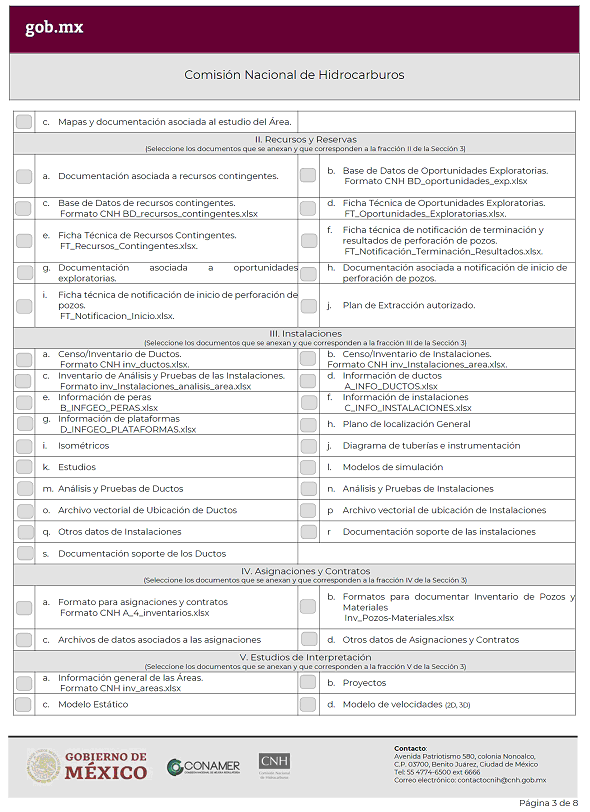 gob.mx
Comisión Nacional de Hidrocarburos
c. Mapas y documentación asociada al estudio del Área.
II. Recursos y Reservas
(Seleccione los documentos que se anexan y que corresponden a la fracción II de la Sección 3)
a. Documentación asociada a recursos contingentes.
b. Base de Datos de Oportunidades Exploratorias.
Formato CNH BD_oportunidades_exp.xlsx
c. Base de Datos de recursos contingentes.
Formato CNH BD_recursos_contingentes.xlsx
d. Ficha Técnica de Oportunidades Exploratorias.
FT_Oportunidades_Exploratorias.xlsx.
e. Ficha Técnica de Recursos Contingentes.
FT_Recursos_Contingentes.xlsx.
f. Ficha técnica de notificación de terminación y
resultados de perforación de pozos.
FT_Notificación_Terminación_Resultados.xlsx.
g. Documentación asociada a oportunidades
exploratorias.
h. Documentación asociada a notificación de inicio de
perforación de pozos.
i. Ficha técnica de notificación de inicio de perforación de
pozos.
FT_Notificacion_Inicio.xlsx.
j. Plan de Extracción autorizado.
III. Instalaciones
(Seleccione los documentos que se anexan y que corresponden a la fracción III de la Sección 3)
a. Censo/Inventario de Ductos.
Formato CNH inv_ductos.xlsx.
b. Censo/Inventario de Instalaciones.
Formato CNH inv_Instalaciones_area.xlsx.
c. Inventario de Análisis y Pruebas de las Instalaciones.
Formato inv_Instalaciones_analisis_area.xlsx
d. Información de ductos
A_INFO_DUCTOS.xlsx
e. Información de peras
B_INFGEO_PERAS.xlsx
f. Información de instalaciones
C_INFO_INSTALACIONES.xlsx
g. Información de plataformas
D_INFGEO_PLATAFORMAS.xlsx
h. Plano de localización General
i. Isométricos
j. Diagrama de tuberías e instrumentación
k. Estudios
l. Modelos de simulación
m. Análisis y Pruebas de Ductos
n. Análisis y Pruebas de Instalaciones
o. Archivo vectorial de Ubicación de Ductos
p Archivo vectorial de ubicación de Instalaciones
q. Otros datos de Instalaciones
r Documentación soporte de las instalaciones
s. Documentación soporte de los Ductos
IV. Asignaciones y Contratos
(Seleccione los documentos que se anexan y que corresponden a la fracción IV de la Sección 3)
a. Formato para asignaciones y contratos
Formato CNH A_4_inventarios.xlsx
b. Formatos para documentar Inventario de Pozos y
Materiales
Inv_Pozos-Materiales.xlsx
c. Archivos de datos asociados a las asignaciones
d. Otros datos de Asignaciones y Contratos
V. Estudios de Interpretación
(Seleccione los documentos que se anexan y que corresponden a la fracción V de la Sección 3)
a. Información general de las Áreas.
Formato CNH inv_areas.xlsx
b. Proyectos
c. Modelo Estático
d. Modelo de velocidades (2D, 3D)
GOBIERNO DE
MÉXICO
CONAMER
CNH
Comisión Nacional
de Hidrocarburos
Contacto:
Avenida Patriotismo 580, colonia Nonoalco,
C.P. 03700, Benito Juárez, Ciudad de México
Tel: 55 4774-6500 ext 6666
Correo electrónico: contactocnih@cnh.gob.mx
Página 3 de 8